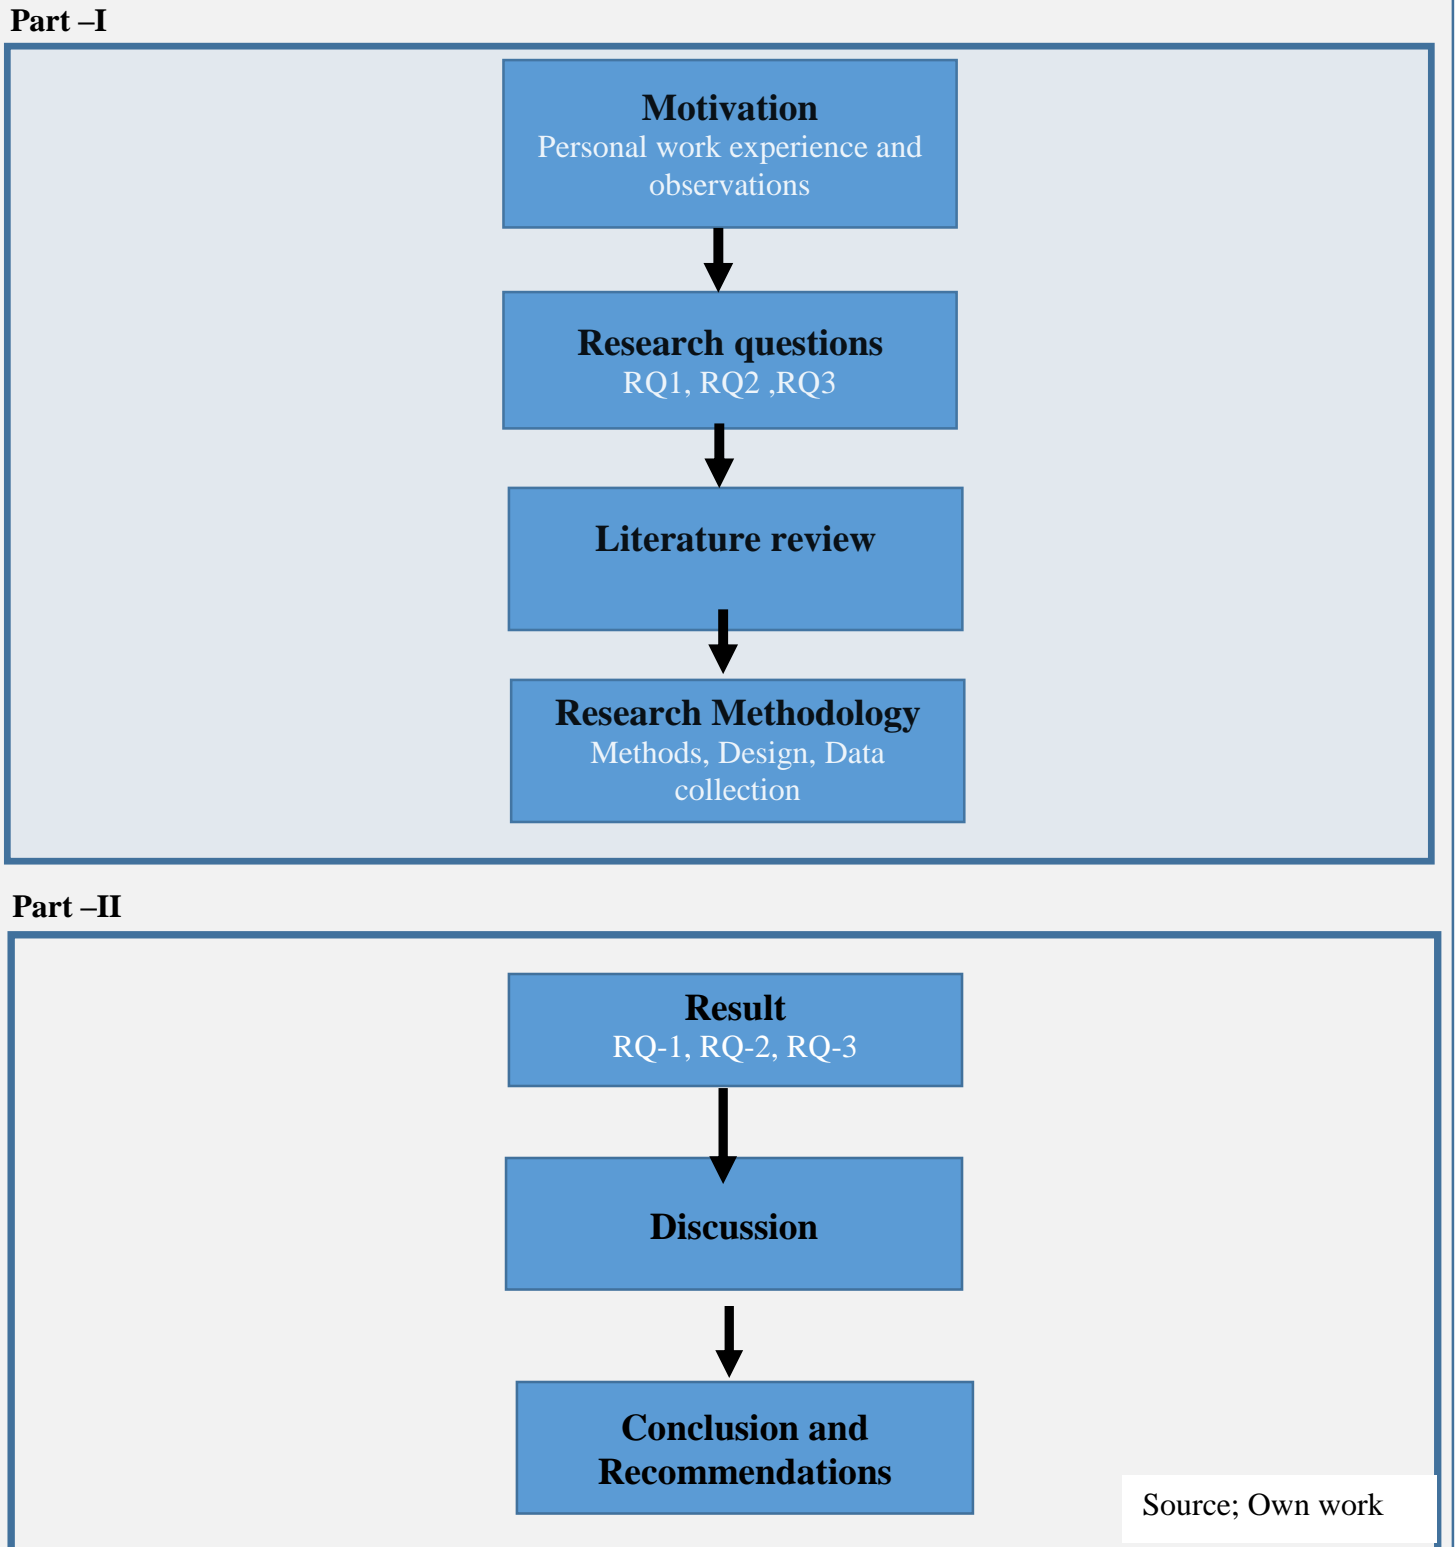 Part –I
Motivation
Personal work experience and
observations
Research questions
RQ1, RQ2 ,RQ3
Literature review
Research Methodology
Methods, Design, Data
collection
Part –II
Result
RQ-1, RQ-2, RQ-3
Discussion
Conclusion and
Recommendations
Source; Own work